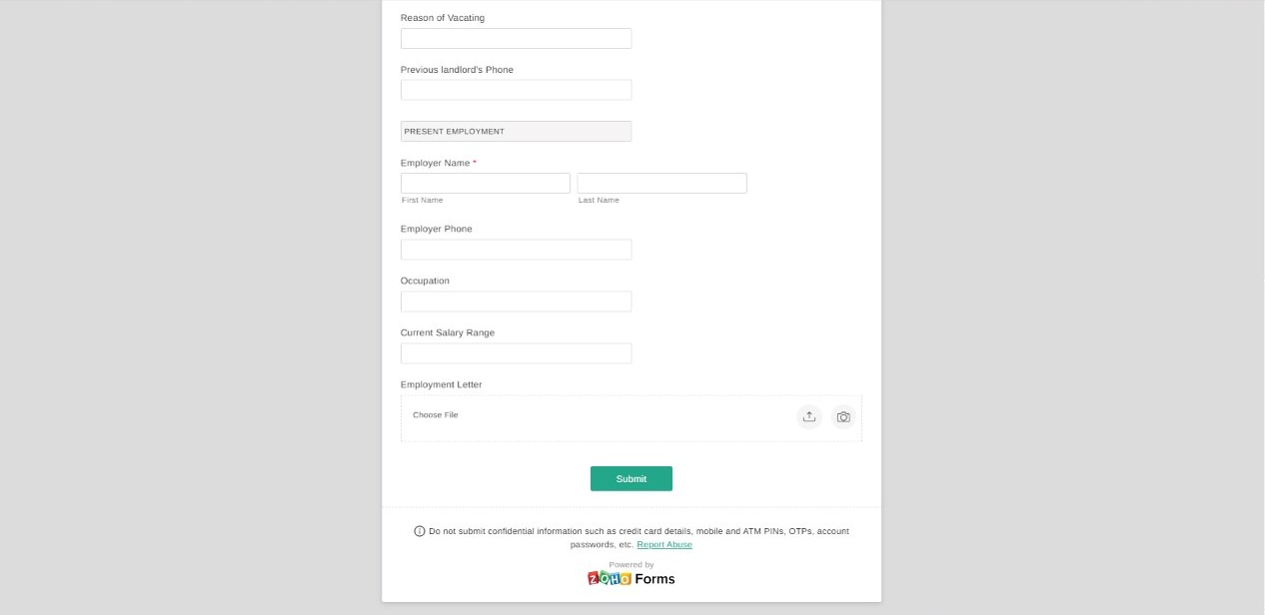 Reason of Vacating
Previous landlord's Phone
PRESENT EMPLOYMENT
Employer Name *
First Name
Last Name
Employer Phone
Occupation
Current Salary Range
Employment Letter
Choose File
Submit
Do not submit confidential information such as credit card details, mobile and ATM PINs, OTPs, account
passwords, etc. Report Abuse
Powered by
ZOHO Forms